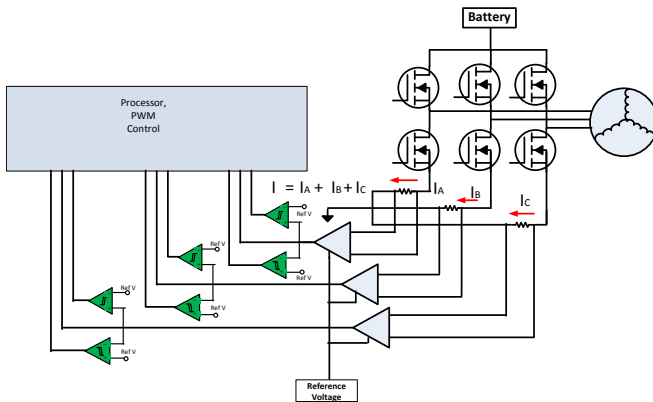 Battery
Processor,
PWM
Control
I = IA + IB + IC
IA
IB
IC
Ref V
Ref V
Ref V
Ref V
Ref V
Ref V
Reference
Voltage